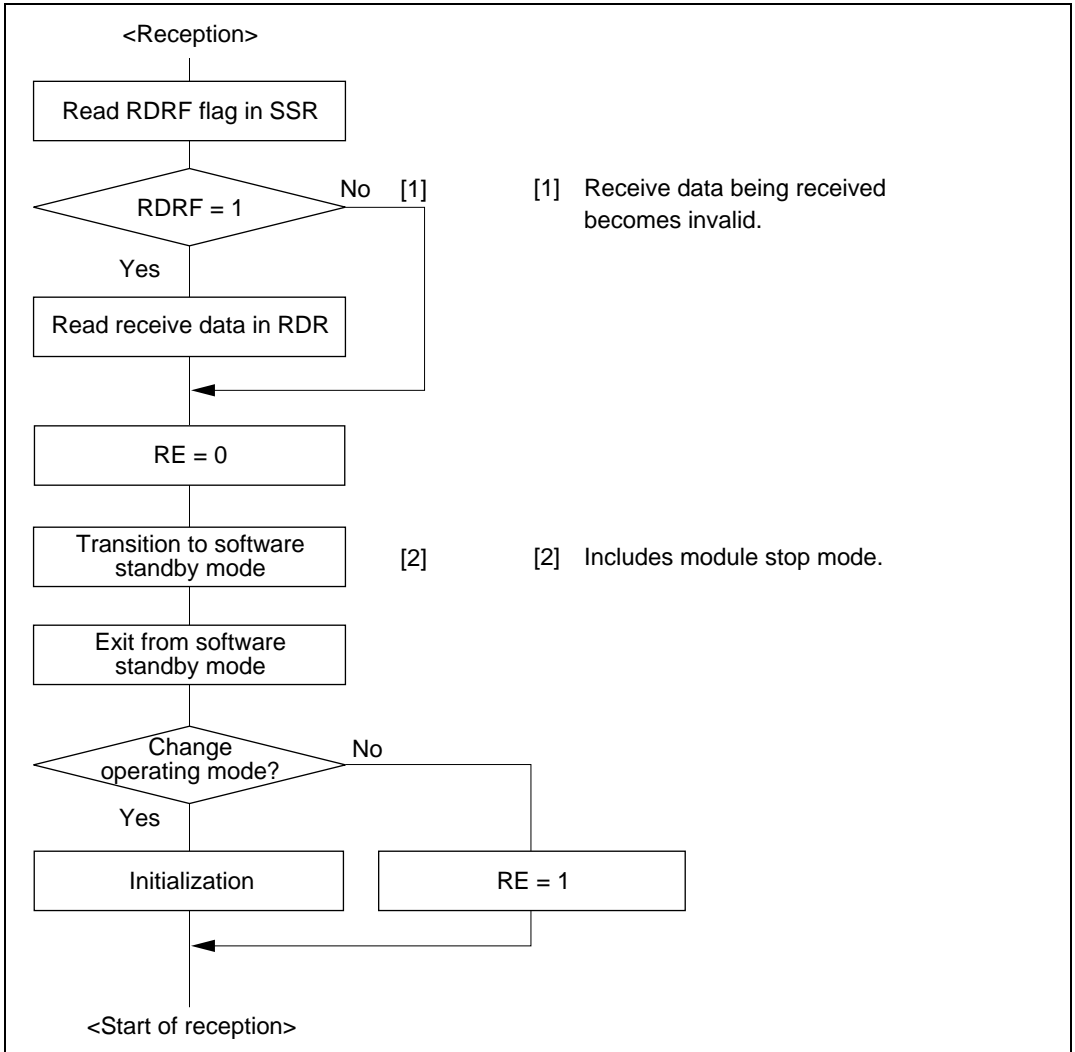 <Reception>
Read RDRF flag in SSR
No [1]
[1] Receive data being received
becomes invalid.
RDRF = 1
Yes
Read receive data in RDR
RE = 0
Transition to software
standby mode
[2]
[2] Includes module stop mode.
Exit from software
standby mode
Change
operating mode?
No
Yes
Initialization
RE = 1
<Start of reception>